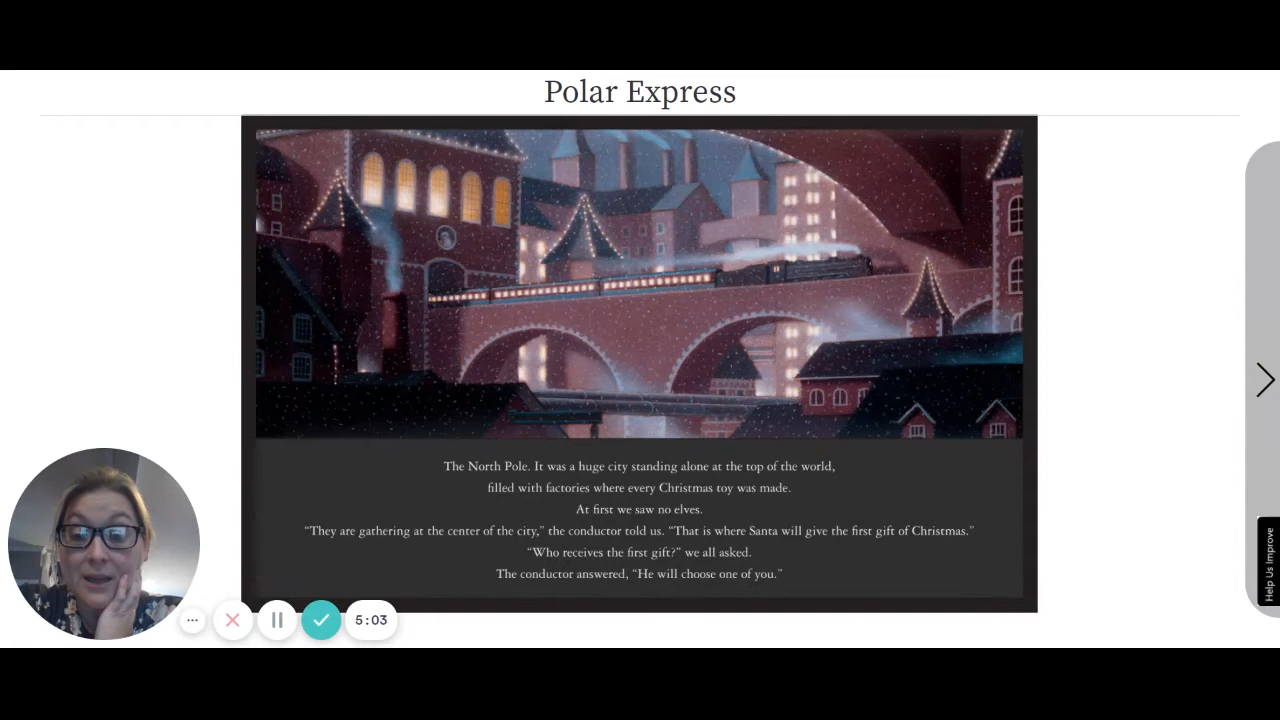 Polar Express
The North Pole. It was a huge city standing alone at the top of the world,
filled with factories where every Christmas toy was made.
At first we saw no elves.
“They are gathering at the center of the city,” the conductor told us. “That is where Santa will give the first gift of Christmas.”
“Who receives the first gift?” we all asked.
The conductor answered, “He will choose one of you.”
5:03
Help Us Improve